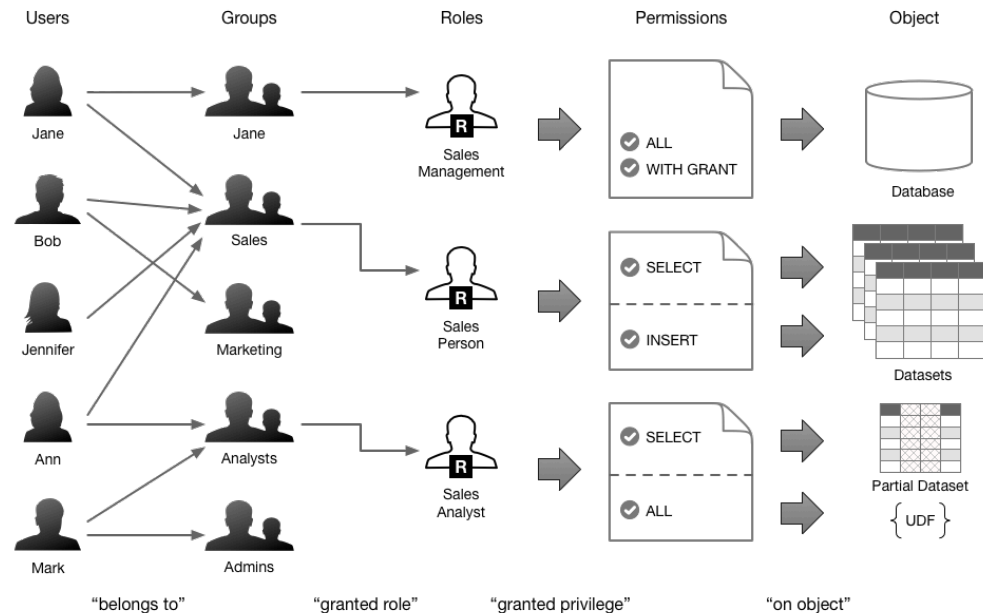 Users
Groups
Roles
Permissions
Object
Jane
Jane
R
Sales
Management
ALL
WITH GRANT
Database
Bob
Sales
R
Sales
Person
SELECT
INSERT
Datasets
Jennifer
Marketing
Ann
Analysts
R
Sales
Analyst
SELECT
ALL
Partial Dataset
{ UDF }
Mark
Admins
“belongs to”
“granted role”
“granted privilege”
“on object”